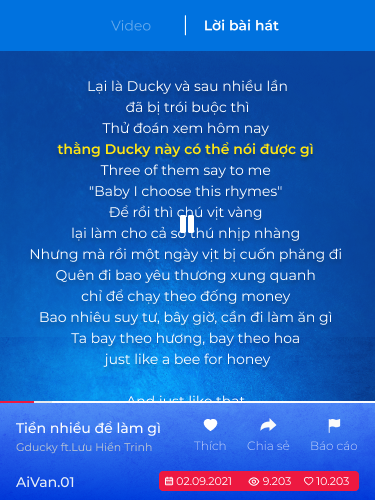 Video
Lời bài hát
Lại là Ducky và sau nhiều lần
đã bị trói buộc thì
Thử đoán xem hôm nay
thằng Ducky này có thể nói được gì
Three of them say to me
"Baby I choose this rhymes"
Để rồi thì chú vịt vàng
lại làm cho cả sở thú nhịp nhàng
Nhưng mà rồi một ngày vịt bị cuốn phăng đi
Quên đi bao yêu thương xung quanh
chỉ để chạy theo đống money
Bao nhiêu suy tư, bây giờ, cần đi làm ăn gì
Ta bay theo hương, bay theo hoa
just like a bee for honey
And just like that
Tiền nhiều để làm gì
Gducky ft.Lưu Hiền Trinh
Thích
Chia sẻ
Báo cáo
AiVan.01
02.09.2021
9.203
10.203